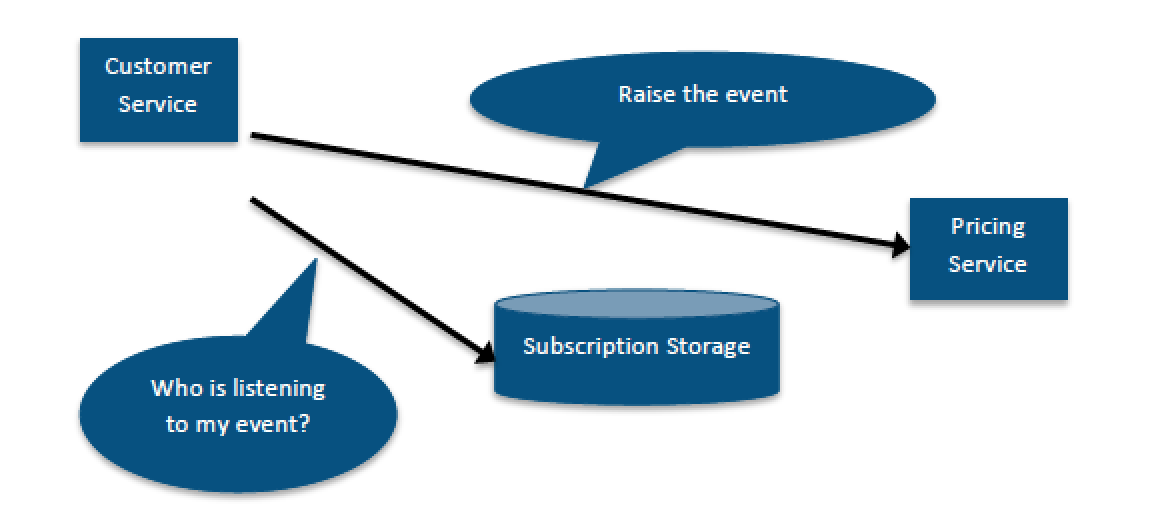 Customer
Service
Raise the event
Pricing
Service
Subscription Storage
Who is listening
to my event?